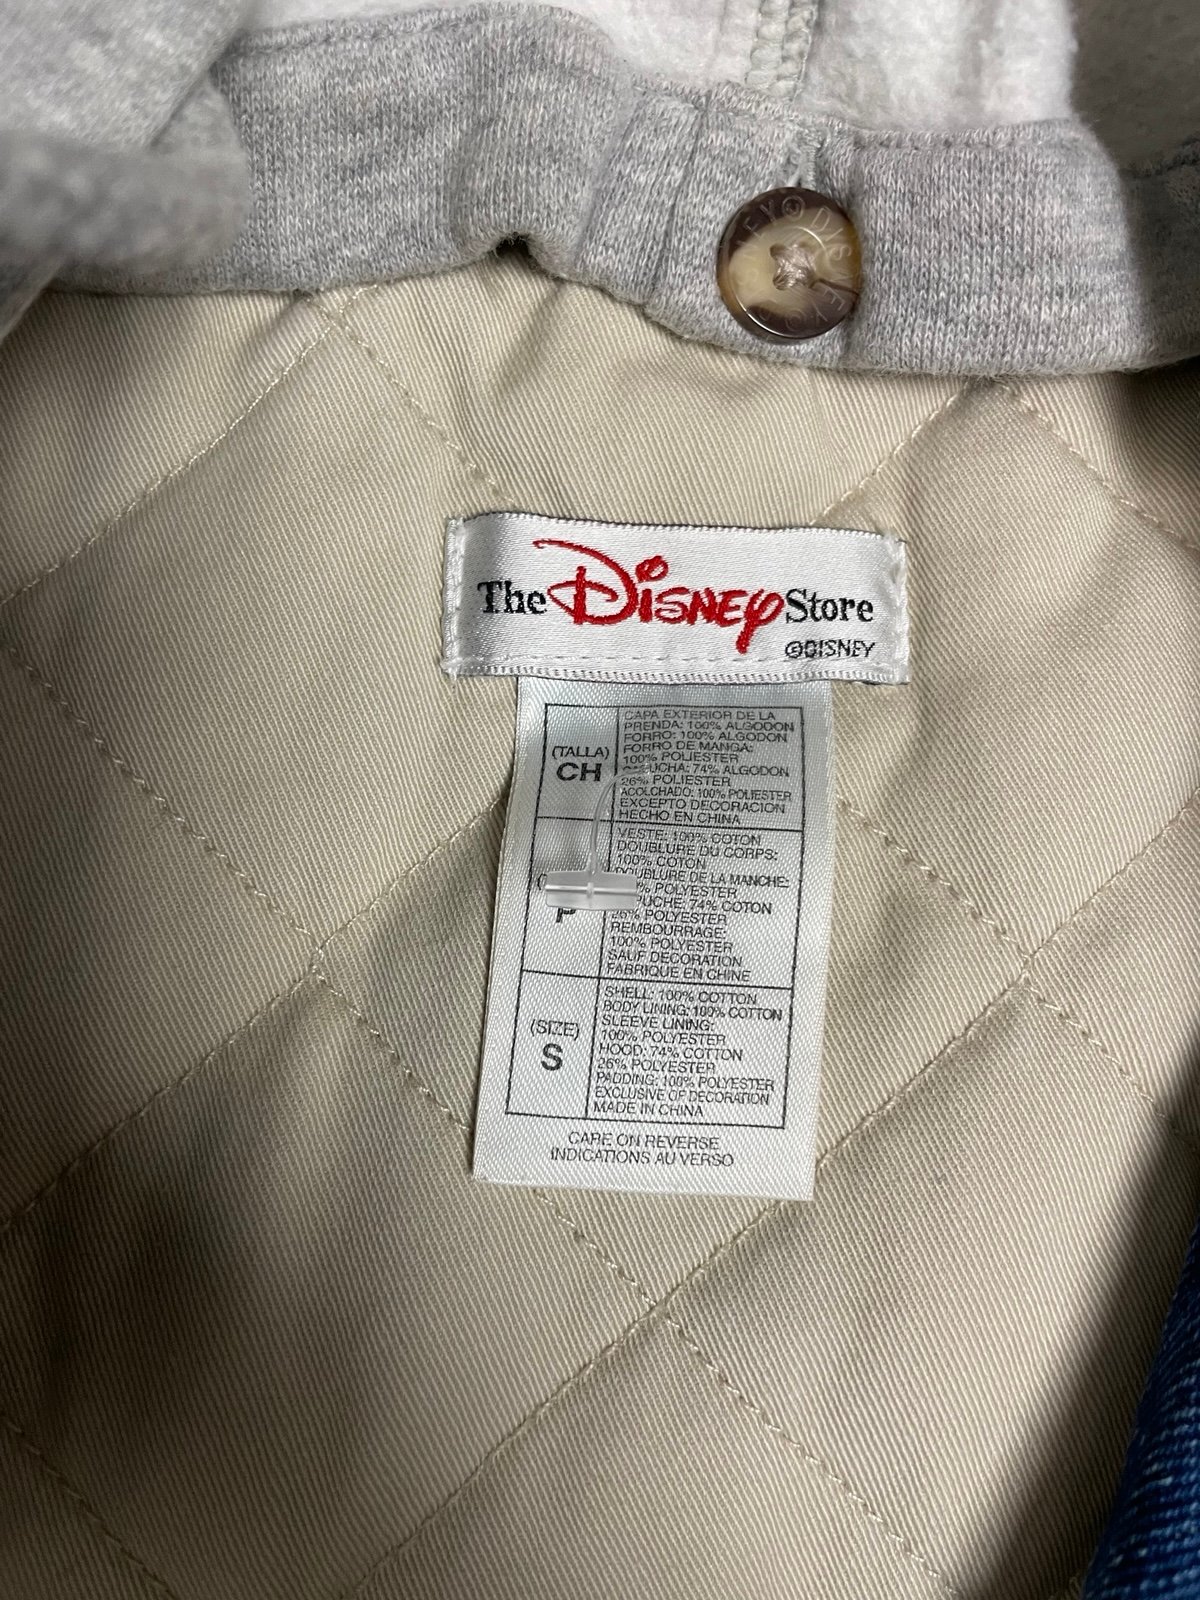 ©DISNEY©
The Disney Store
©DISNEY
(TALLA)
CH
CAPA EXTERIOR DE LA
PRENDA: 100% ALGODON
FORRO: 100% ALGODON
FORRO DE MANGA:
100% POLIESTER
74% ALGODON
26% POLIESTER
ACOLCHADO: 100% POLIESTER
EXCEPTO DECORACION
HECHO EN CHINA
P
VESTE: 100% COTON
DOUBLURE DU CORPS:
100% COTON
DOUBLURE DE LA MANCHE:
% POLYESTER
74% COTON
26% POLYESTER
REMBOURRAGE:
100% POLYESTER
SAUF DECORATION
FABRIQUE EN CHINE
(SIZE)
S
SHELL: 100% COTTON
BODY LINING: 100% COTTON
SLEEVE LINING:
100% POLYESTER
HOOD: 74% COTTON
26% POLYESTER
PADDING: 100% POLYESTER
EXCLUSIVE OF DECORATION
MADE IN CHINA
CARE ON REVERSE
INDICATIONS AU VERSO